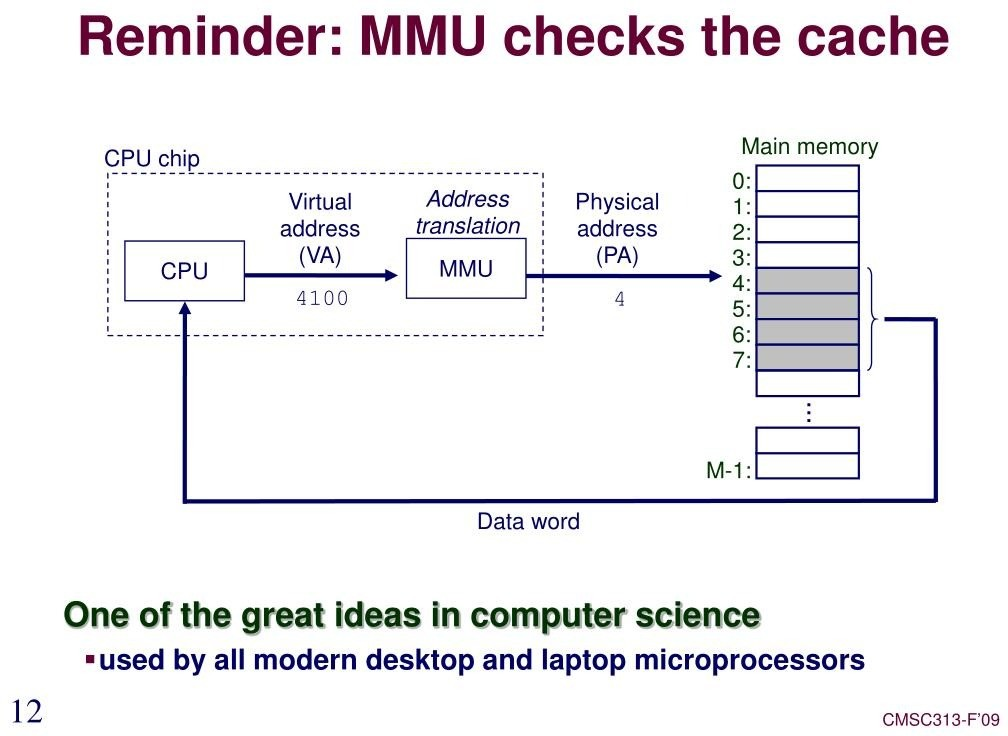 Reminder: MMU checks the cache
CPU chip
Main memory
Virtual
address
(VA)
Address
translation
Physical
address
(PA)
CPU
MMU
4100
4
0:
1:
2:
3:
4:
5:
6:
7:
...
M-1:
Data word
One of the great ideas in computer science
▪used by all modern desktop and laptop microprocessors
12
CMSC313-F’09